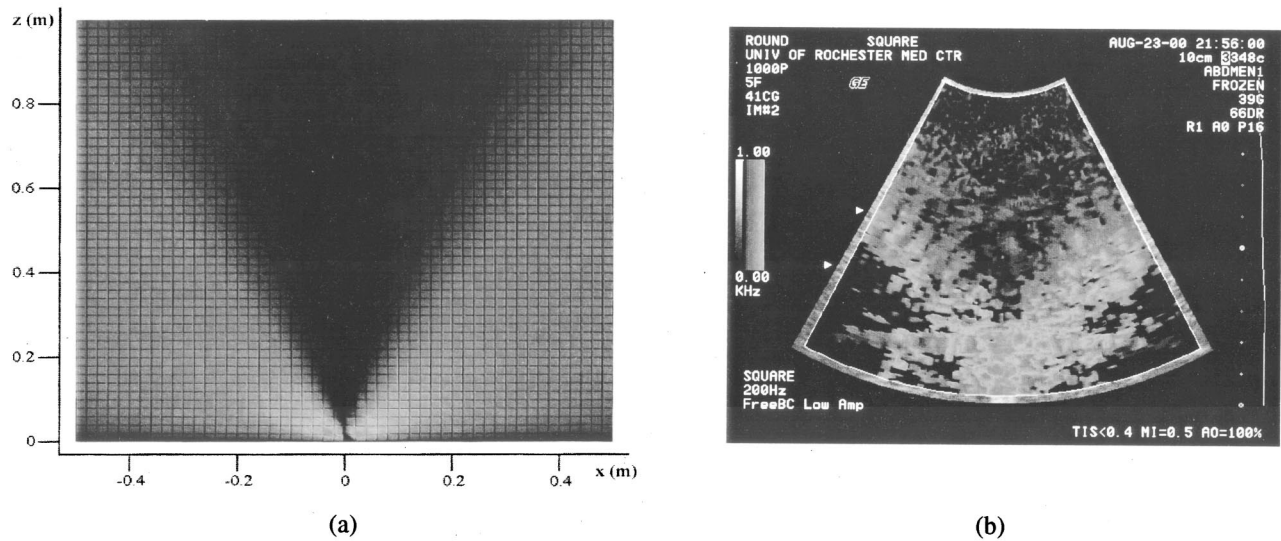 z (m)
0.8
0.6
0.4
0.2
0
-0.4 -0.2 0 0.2 0.4
x (m)
(a)
ROUND SQUARE
UNIV OF ROCHESTER MED CTR
1000P
5F
41CG
IM#2
GE
AUG-23-00 21:56:00
10cm 3348c
ABDMEN1
FROZEN
39G
66DR
R1 A0 P16
1.00
0.00
KHz
SQUARE
200Hz
FreeBC Low Amp
TIS<0.4 MI=0.5 AO=100%
(b)